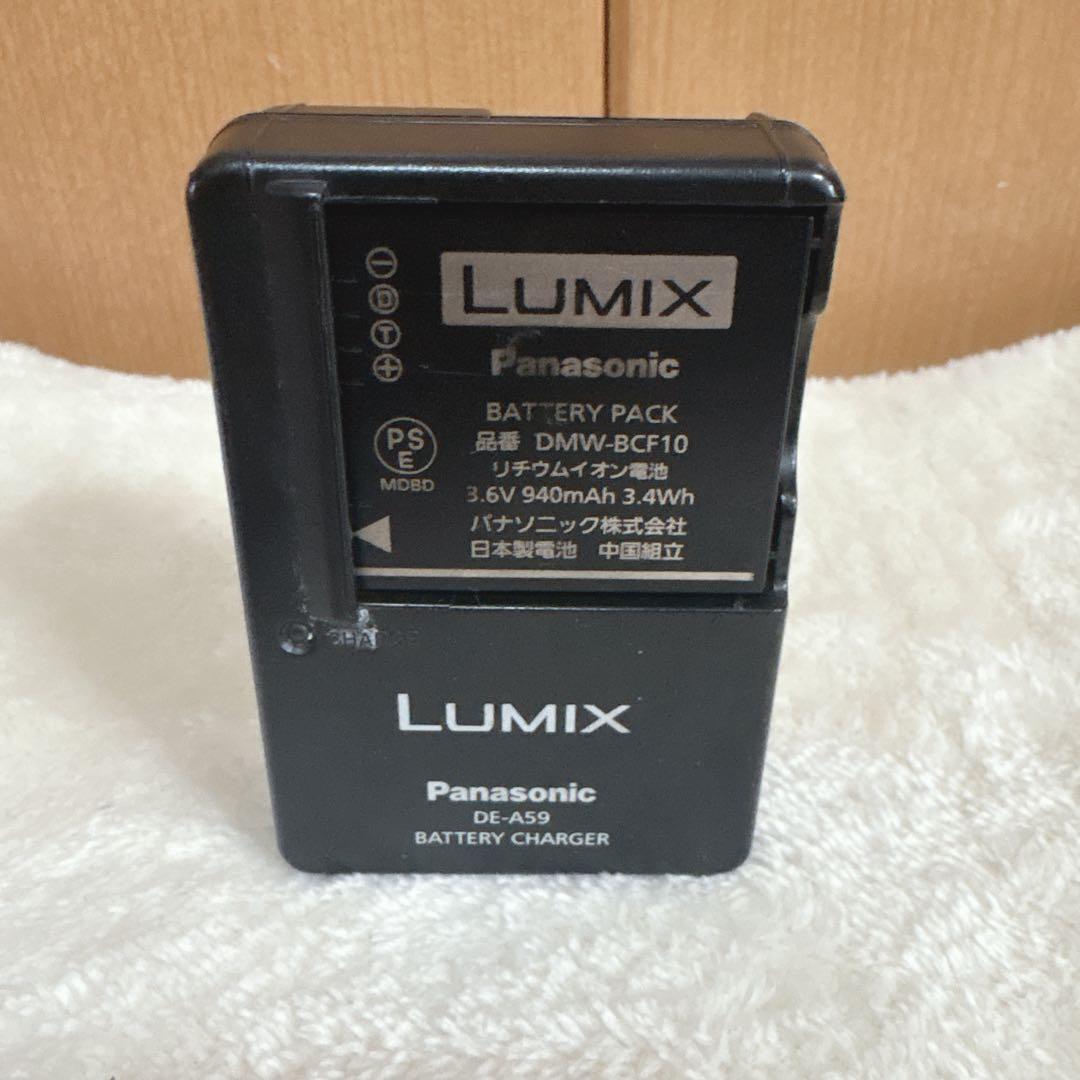 LUMIX
Panasonic
BATTERY PACK
品番 DMW-BCF10
リチウムイオン電池
3.6V 940mAh 3.4Wh
パナソニック株式会社
日本製電池 中国組立
− D T +
PS
E
MDBD
CHARGE
LUMIX
Panasonic
DE-A59
BATTERY CHARGER